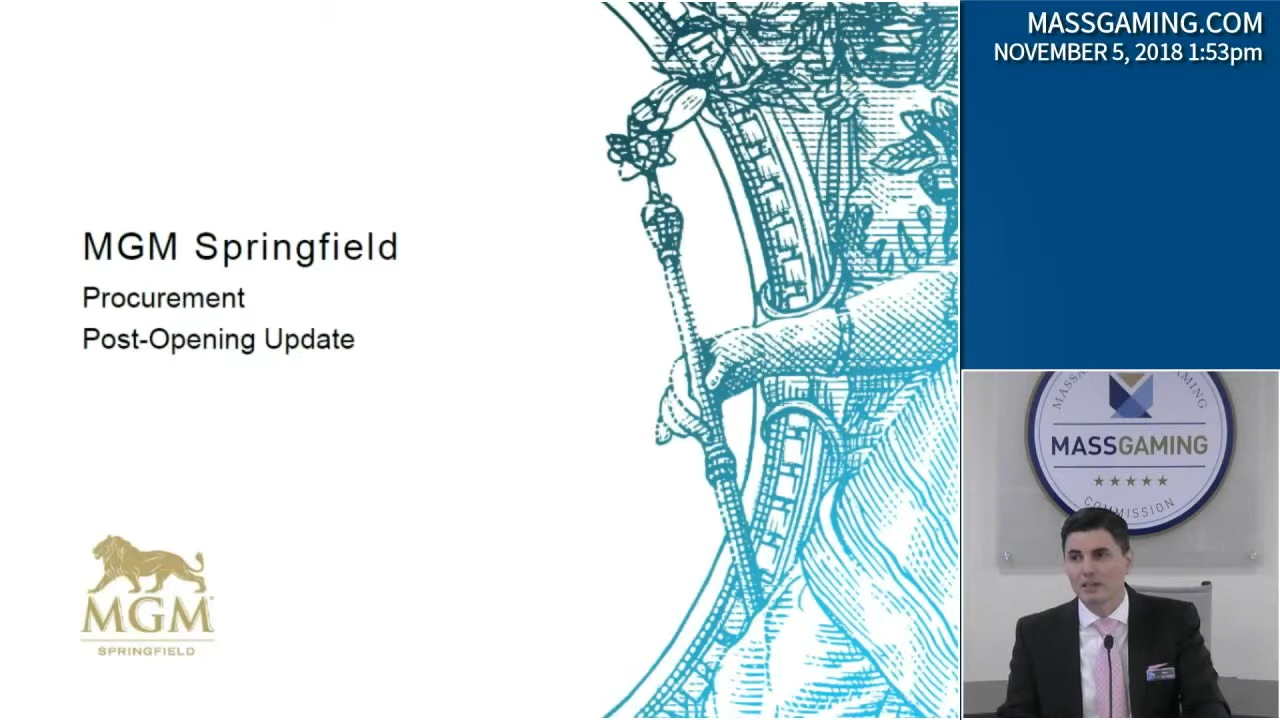 MGM Springfield
Procurement
Post-Opening Update
MGM
SPRINGFIELD
MASSGAMING.COM
NOVEMBER 5, 2018 1:53pm
MASSGAMING
COMMISSION